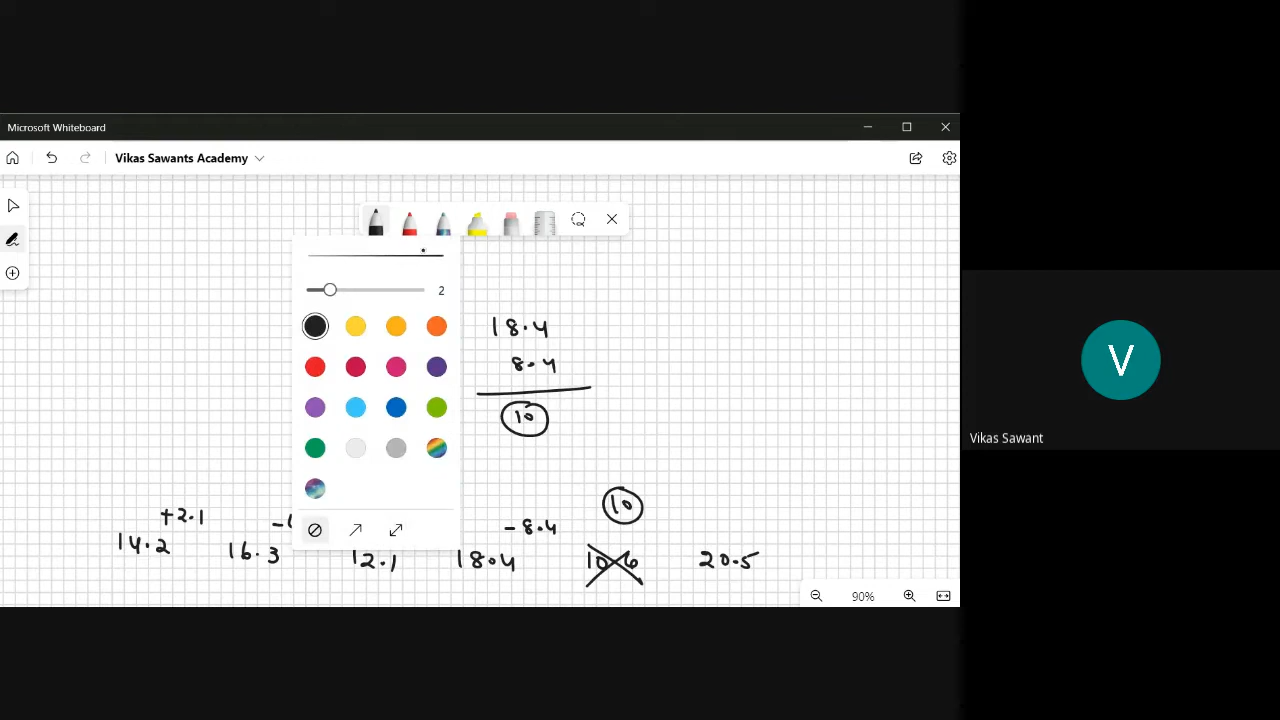 Microsoft Whiteboard
Vikas Sawants Academy
2
18.4
8.4
10
10
+2.1
-8.4
14.2 16.3 12.1 18.4 10.6 20.5
90%
V
Vikas Sawant